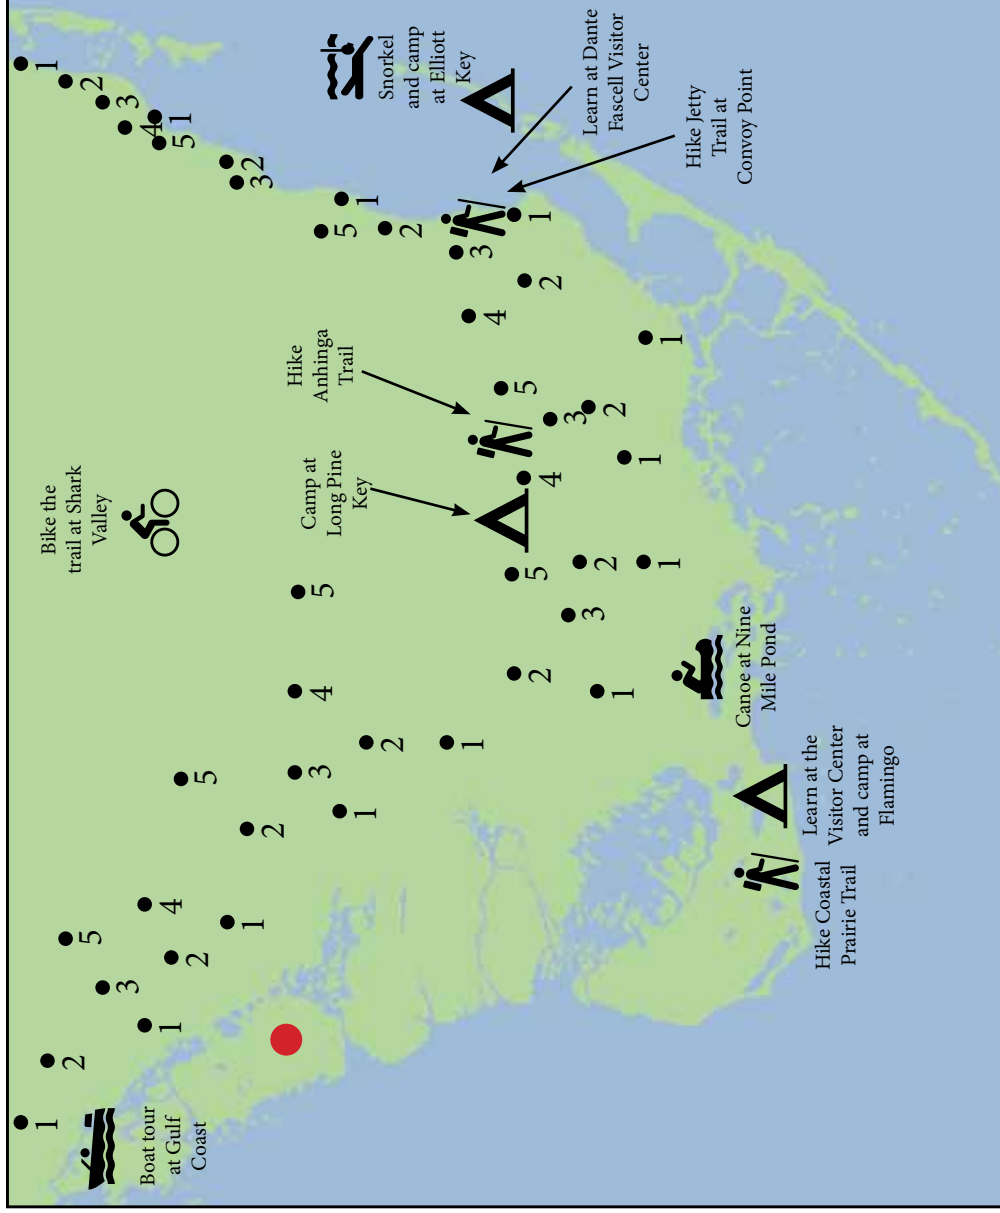 1
1
Bike the
trail at Shark
Valley
2
2
5
3
3
4
Boat tour
at Gulf
Coast
1
4
1
5
2
5
1
2
3
2
Hike
Anhinga
Trail
Camp at
Long Pine
Key
3
4
5
5
1
1
Snorkel
and camp
at Elliott
Key
2
2
1
3
4
5
5
2
1
4
2
3
3
2
2
Learn at Dante
Fascell Visitor
Center
1
1
1
1
Hike Jetty
Trail at
Convoy Point
Canoe at Nine
Mile Pond
Learn at the
Visitor Center
and camp at
Flamingo
Hike Coastal
Prairie Trail